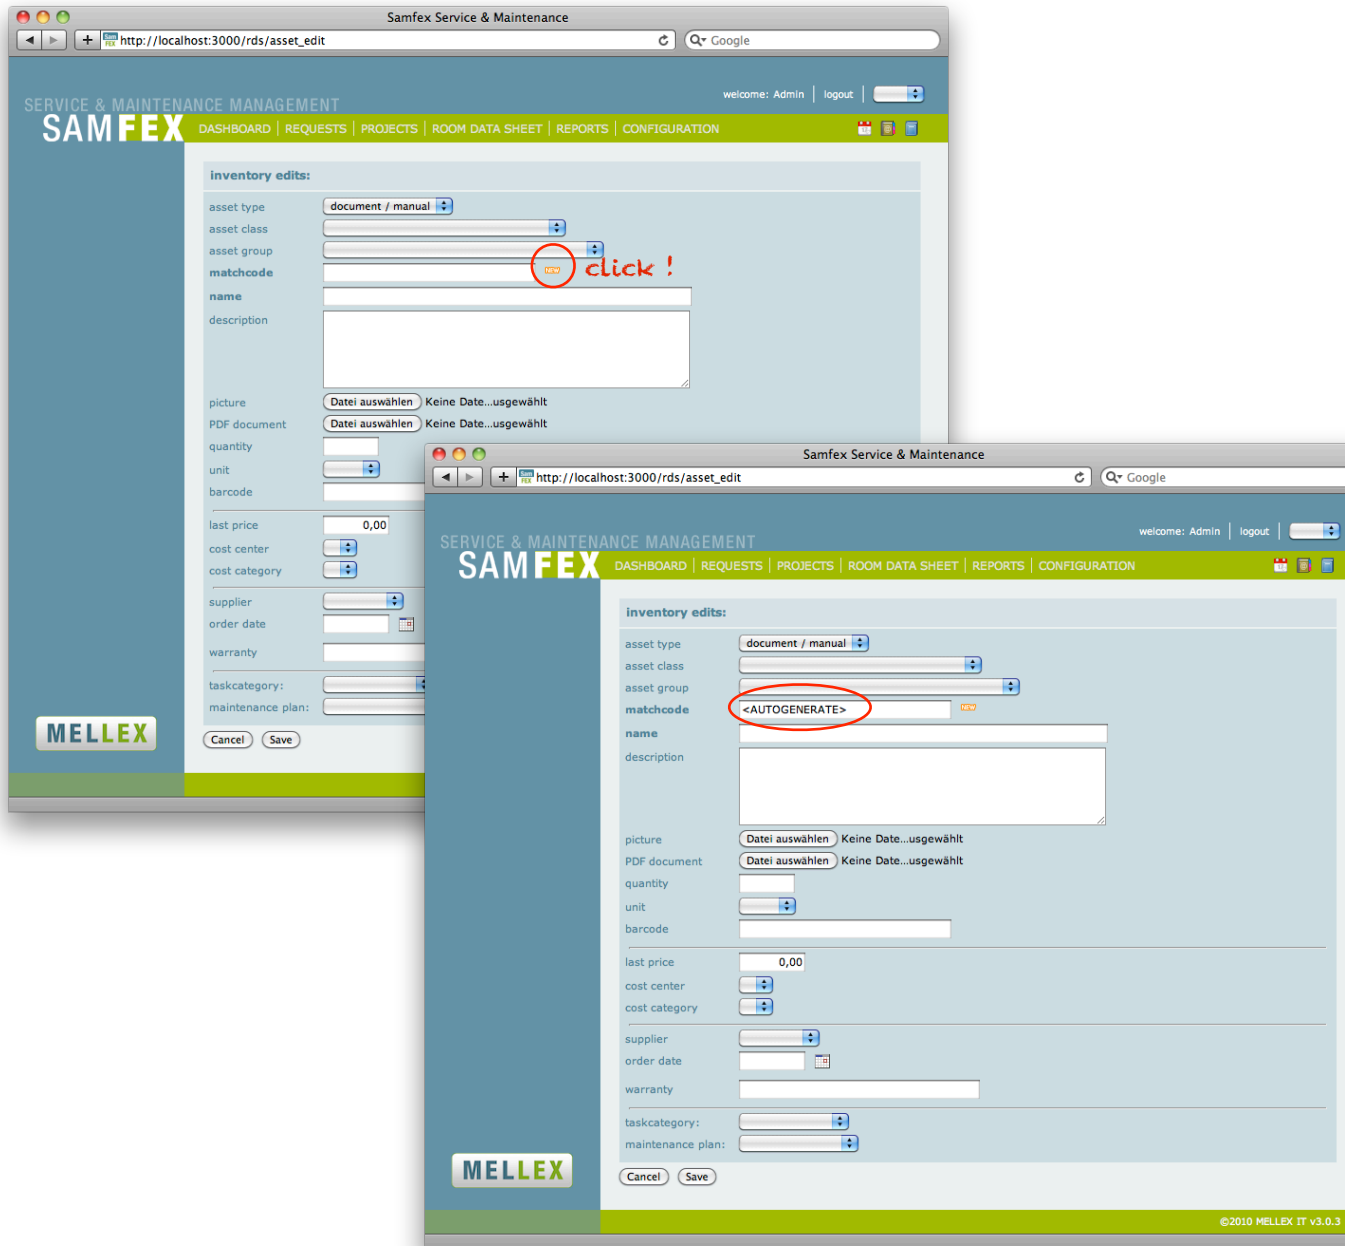 Samfex Service & Maintenance
http://localhost:3000/rds/asset_edit
Google
welcome: Admin | logout |
SERVICE & MAINTENANCE MANAGEMENT
SAMFEX
DASHBOARD | REQUESTS | PROJECTS | ROOM DATA SHEET | REPORTS | CONFIGURATION
inventory edits:
asset type document / manual
asset class
asset group
matchcode NEW click !
name
description
picture Datei auswählen Keine Date...usgewählt
PDF document Datei auswählen Keine Date...usgewählt
quantity
unit
barcode
last price 0,00
cost center
cost category
supplier
order date
warranty
taskcategory:
maintenance plan:
MELLEX
Cancel Save
Samfex Service & Maintenance
http://localhost:3000/rds/asset_edit
Google
welcome: Admin | logout |
SERVICE & MAINTENANCE MANAGEMENT
SAMFEX
DASHBOARD | REQUESTS | PROJECTS | ROOM DATA SHEET | REPORTS | CONFIGURATION
inventory edits:
asset type document / manual
asset class
asset group
matchcode <AUTOGENERATE> NEW
name
description
picture Datei auswählen Keine Date...usgewählt
PDF document Datei auswählen Keine Date...usgewählt
quantity
unit
barcode
last price 0,00
cost center
cost category
supplier
order date
warranty
taskcategory:
maintenance plan:
MELLEX
Cancel Save
©2010 MELLEX IT v3.0.3